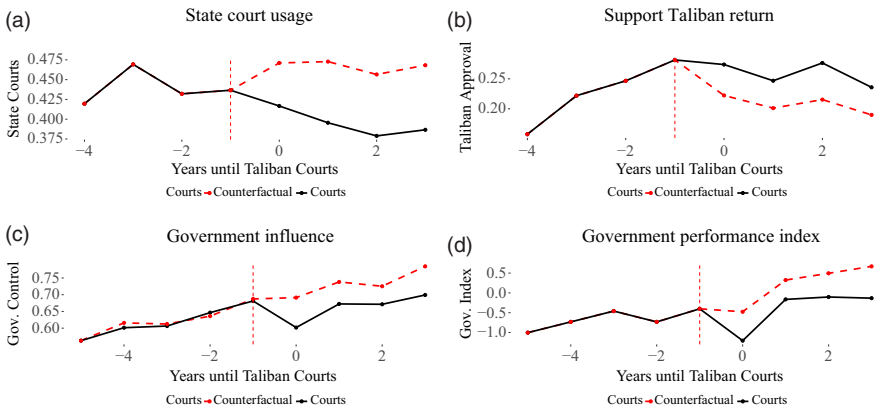 (a)
State court usage
State Courts
0.475
0.450
0.425
0.400
0.375
−4
−2
0
2
Years until Taliban Courts
Courts Counterfactual Courts
(b)
Support Taliban return
Taliban Approval
0.25
0.20
−4
−2
0
2
Years until Taliban Courts
Courts Counterfactual Courts
(c)
Government influence
Gov. Control
0.75
0.70
0.65
0.60
−4
−2
0
2
Years until Taliban Courts
Courts Counterfactual Courts
(d)
Government performance index
Gov. Index
0.5
0.0
−0.5
−1.0
−4
−2
0
2
Years until Taliban Courts
Courts Counterfactual Courts